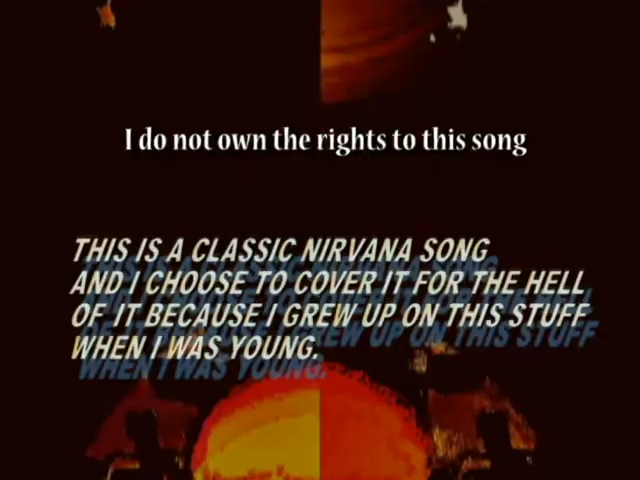 I do not own the rights to this song
THIS IS A CLASSIC NIRVANA SONG
AND I CHOOSE TO COVER IT FOR THE HELL
OF IT BECAUSE I GREW UP ON THIS STUFF
WHEN I WAS YOUNG.